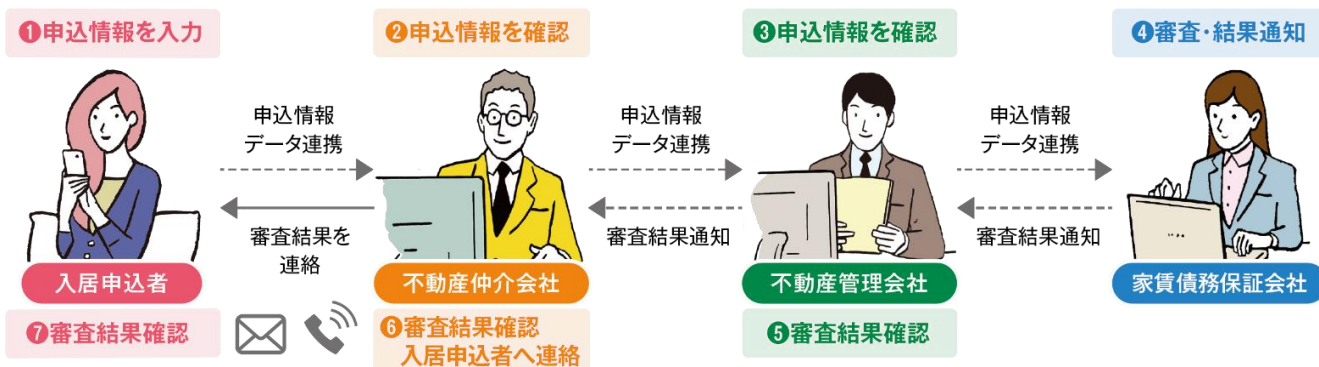 ❶申込情報を入力
❷申込情報を確認
❸申込情報を確認
❹審査・結果通知
申込情報
データ連携
申込情報
データ連携
申込情報
データ連携
審査結果を
連絡
審査結果通知
審査結果通知
入居申込者
不動産仲介会社
不動産管理会社
家賃債務保証会社
❼審査結果確認
❻審査結果確認
入居申込者へ連絡
❺審査結果確認